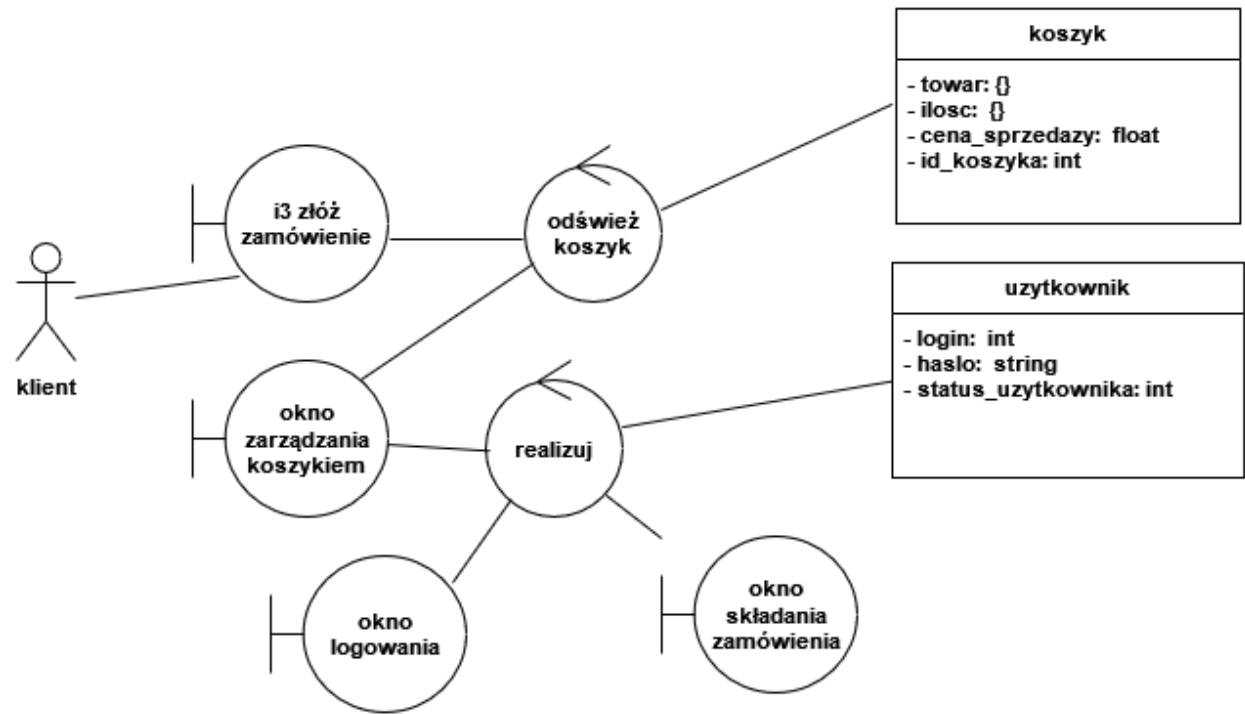 koszyk
- towar: {}
- ilosc: {}
- cena_sprzedazy: float
- id_koszyka: int
i3 złóż
zamówienie
odśwież
koszyk
uzytkownik
- login: int
- haslo: string
- status_uzytkownika: int
klient
okno
zarządzania
koszykiem
realizuj
okno
logowania
okno
składania
zamówienia